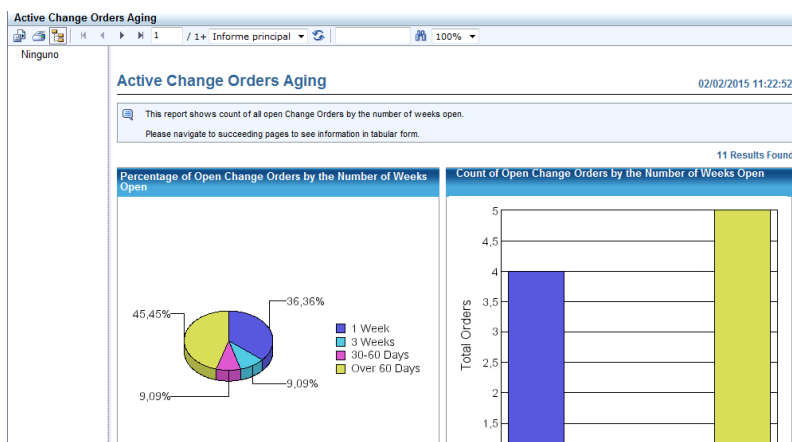 Active Change Orders Aging
1 / 1+ Informe principal 100%
Ninguno
Active Change Orders Aging
02/02/2015 11:22:52
This report shows count of all open Change Orders by the number of weeks open.
Please navigate to succeeding pages to see information in tabular form.
11 Results Found
Percentage of Open Change Orders by the Number of Weeks
Open
36,36%
45,45%
9,09%
9,09%
1 Week
3 Weeks
30-60 Days
Over 60 Days
Count of Open Change Orders by the Number of Weeks Open
Total Orders
5
4,5
4
3,5
3
2,5
2
1,5